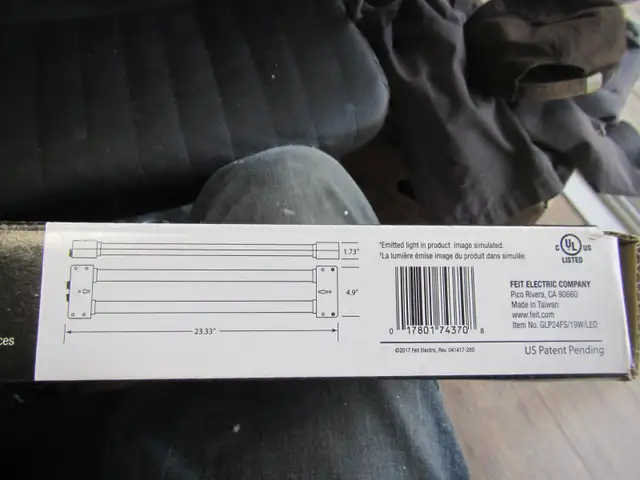 ces
1.73"
4.9"
23.33"
*Emitted light in product image simulated.
*La lumière émise image du produit dans simulée.
0 17801 74370 8
©2017 Feit Electric, Rev. 041417-280
C UL US
LISTED
FEIT ELECTRIC COMPANY
Pico Rivera, CA 90660
Made in Taiwan
www.feit.com
Item No. GLP24FS/19W/LED
US Patent Pending